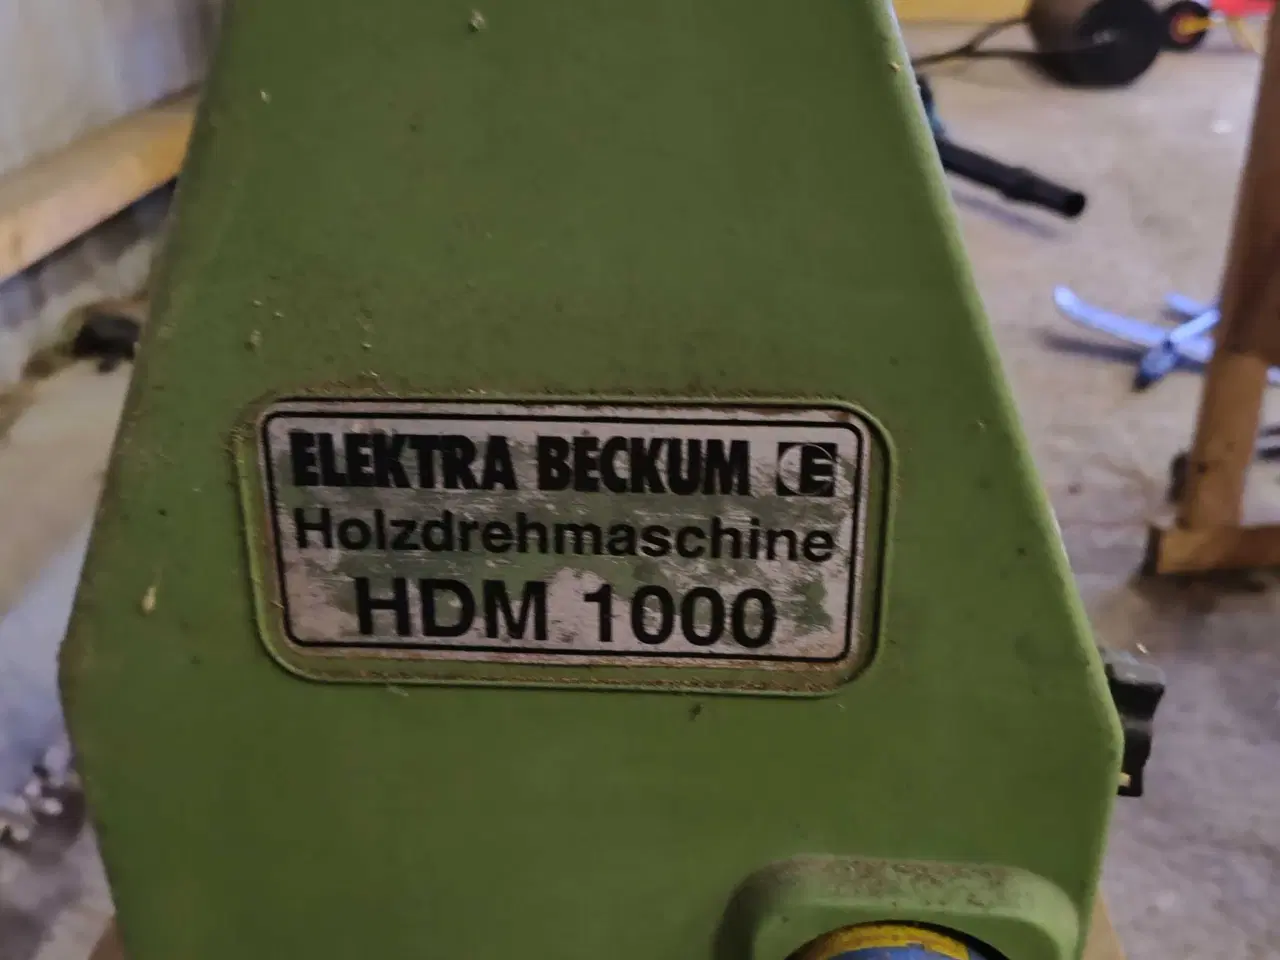 ELEKTRA BECKUM E
Holzdrehmaschine
HDM 1000